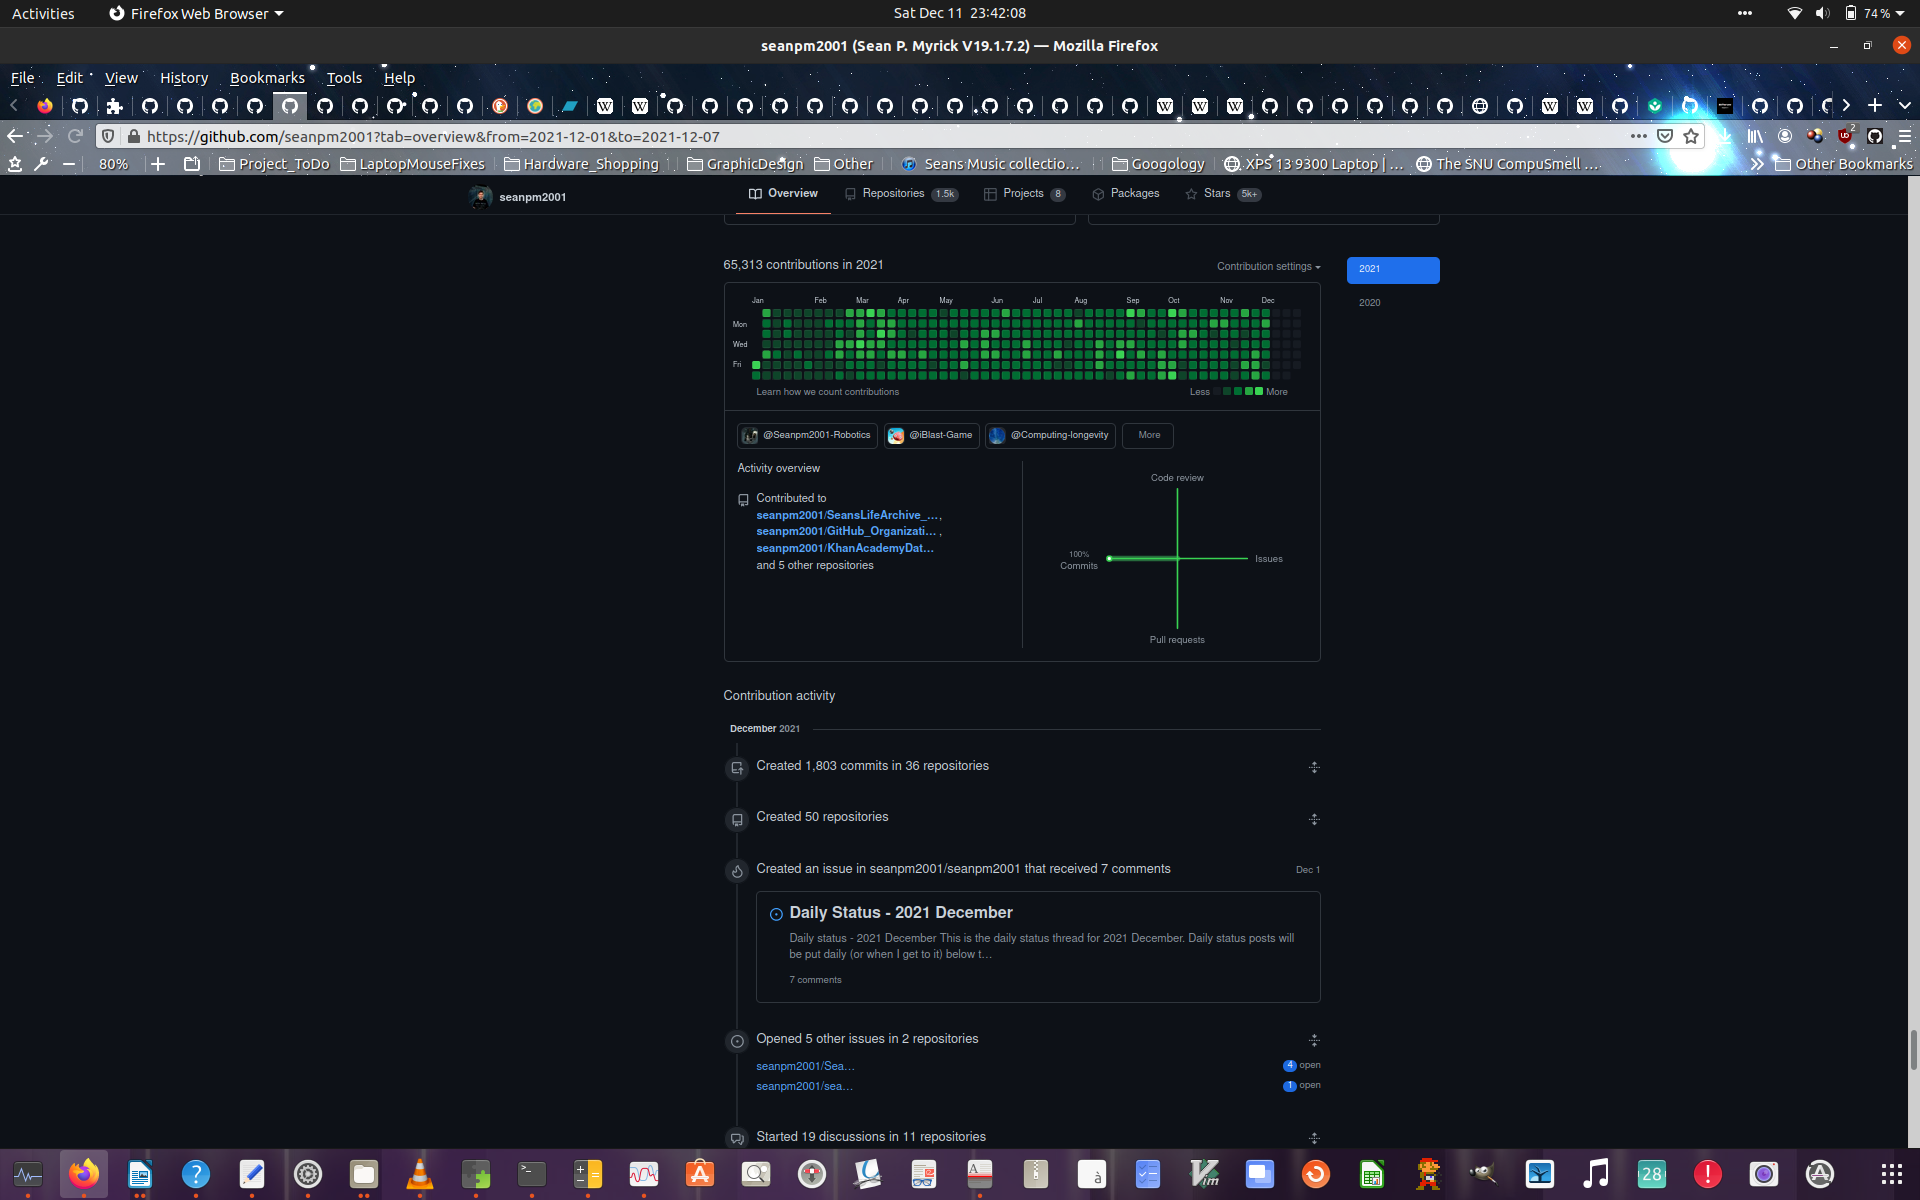 Activities Firefox Web Browser Sat Dec 11 23:42:08 74%
seanpm2001 (Sean P. Myrick V19.1.7.2) — Mozilla Firefox
File Edit View History Bookmarks Tools Help
https://github.com/seanpm2001?tab=overview&from=2021-12-01&to=2021-12-07 2
80% Project_ToDo LaptopMouseFixes Hardware_Shopping GraphicDesign Other Seans Music collectio… Googology XPS 13 9300 Laptop | … The SNU CompuSmell … Other Bookmarks
seanpm2001 Overview Repositories 1.5k Projects 8 Packages Stars 5k+
65,313 contributions in 2021 Contribution settings 2021
2020
Jan Feb Mar Apr May Jun Jul Aug Sep Oct Nov Dec
Mon
Wed
Fri
Learn how we count contributions Less More
@Seanpm2001-Robotics @iBlast-Game @Computing-longevity More
Activity overview
Contributed to
seanpm2001/SeansLifeArchive_…,
seanpm2001/GitHub_Organizati… ,
seanpm2001/KhanAcademyDat…
and 5 other repositories
Code review
100%
Commits
Issues
Pull requests
Contribution activity
December 2021
Created 1,803 commits in 36 repositories
Created 50 repositories
Created an issue in seanpm2001/seanpm2001 that received 7 comments Dec 1
Daily Status - 2021 December
Daily status - 2021 December This is the daily status thread for 2021 December. Daily status posts will
be put daily (or when I get to it) below t…
7 comments
Opened 5 other issues in 2 repositories
seanpm2001/Sea… 4 open
seanpm2001/sea… 1 open
Started 19 discussions in 11 repositories
28